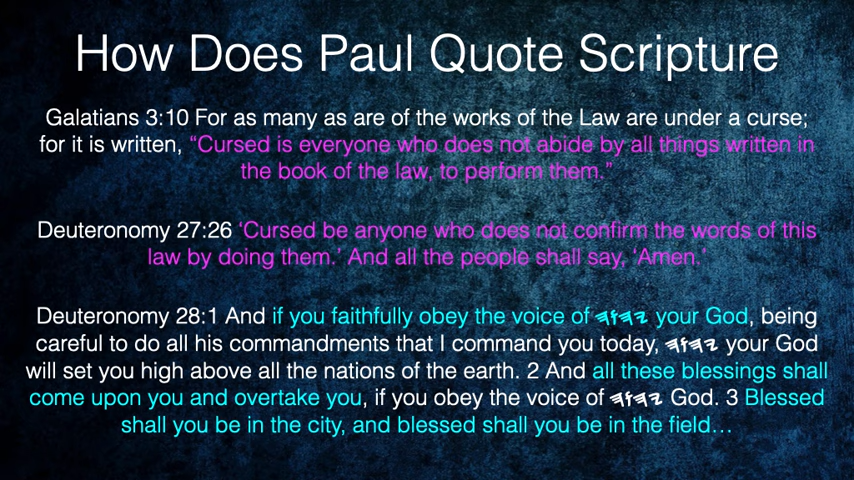 How Does Paul Quote Scripture
Galatians 3:10 For as many as are of the works of the Law are under a curse;
for it is written, “Cursed is everyone who does not abide by all things written in
the book of the law, to perform them.”
Deuteronomy 27:26 ‘Cursed be anyone who does not confirm the words of this
law by doing them.’ And all the people shall say, ‘Amen.’
Deuteronomy 28:1 And if you faithfully obey the voice of 𐤉𐤄𐤅𐤄 your God, being
careful to do all his commandments that I command you today, 𐤉𐤄𐤅𐤄 your God
will set you high above all the nations of the earth. 2 And all these blessings shall
come upon you and overtake you, if you obey the voice of 𐤉𐤄𐤅𐤄 God. 3 Blessed
shall you be in the city, and blessed shall you be in the field…